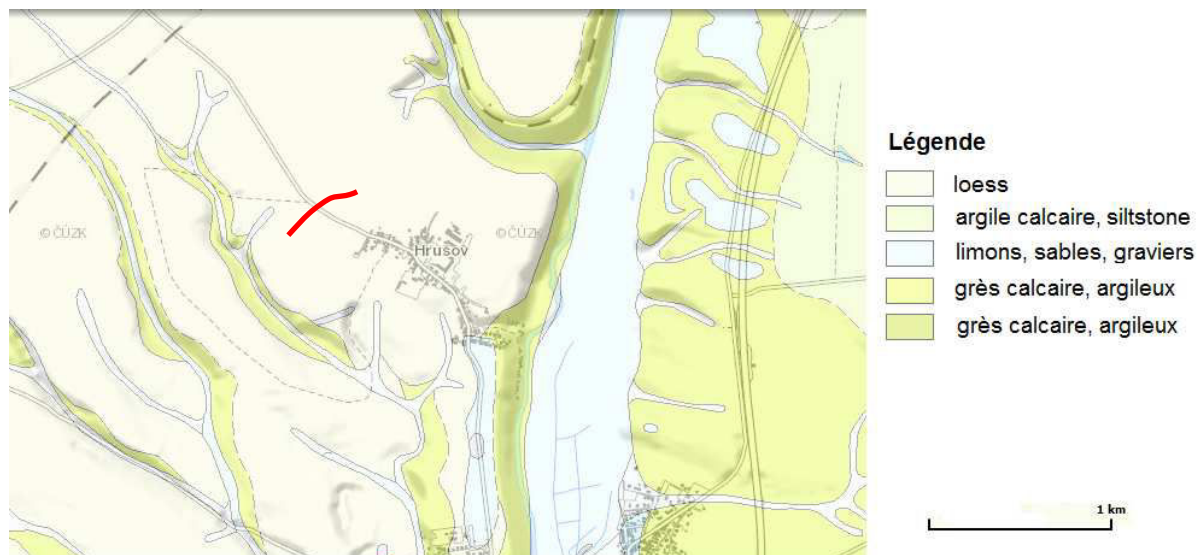 © ČÚZK
Hrušov
© ČÚZK
Légende
loess
argile calcaire, siltstone
limons, sables, graviers
grès calcaire, argileux
grès calcaire, argileux
1 km